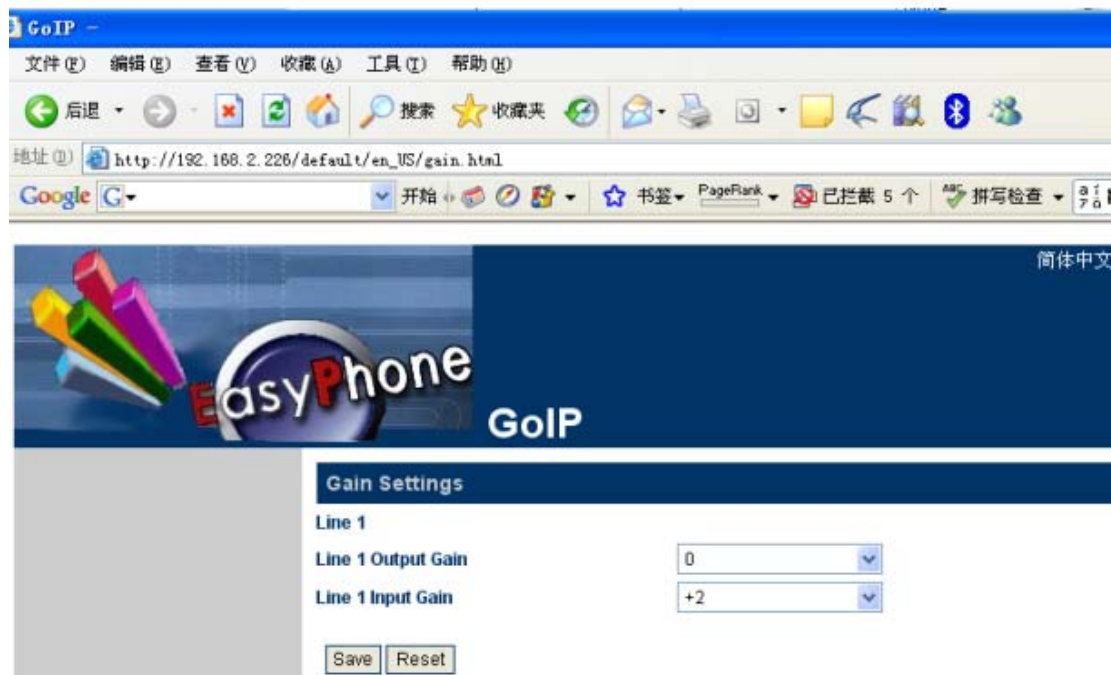 GoIP -
文件(F) 编辑(E) 查看(V) 收藏(A) 工具(T) 帮助(H)
后退 搜索 收藏夹
地址(D) http://192.168.2.226/default/en_US/gain.html
Google G 开始 书签 PageRank 已拦截 5 个 ABC 拼写检查
简体中文
EasyPhone
GoIP
Gain Settings
Line 1
Line 1 Output Gain 0
Line 1 Input Gain +2
Save Reset